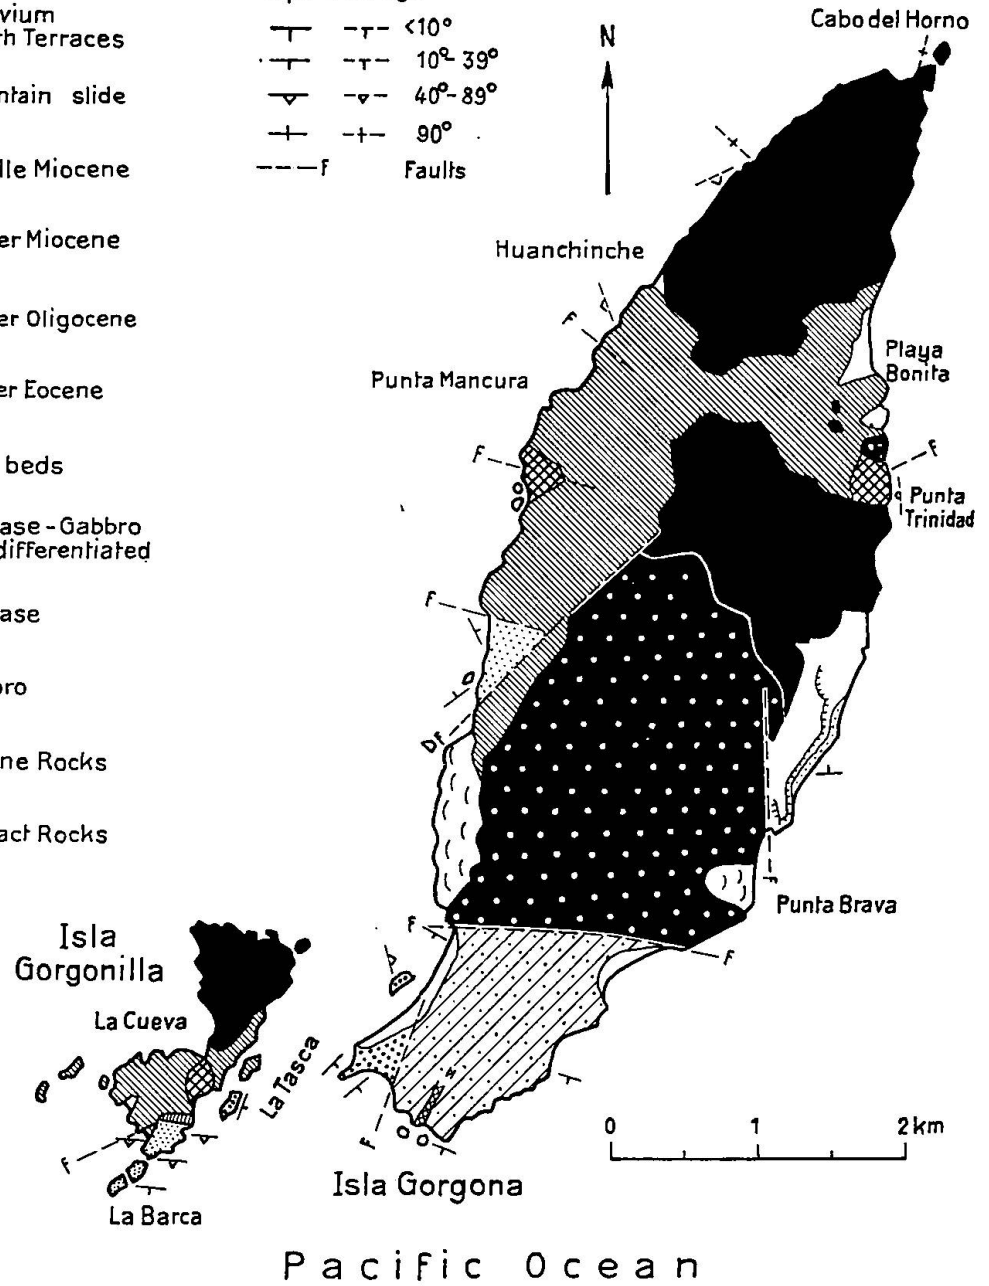 vium
h Terraces
ntain slide
lle Miocene
er Miocene
er Oligocene
er Eocene
beds
ase - Gabbro
differentiated
ase
oro
ne Rocks
act Rocks
<10°
10°-39°
40°-89°
90°
F Faults
N
Cabo del Horno
Huanchinche
F
Punta Mancura
Playa
Bonita
F
F
Punta
Trinidad
F
DF
F
Punta Brava
F
F
Isla
Gorgonilla
La Cueva
La Tasca
F
F
La Barca
Isla Gorgona
0 1 2 km
Pacific Ocean